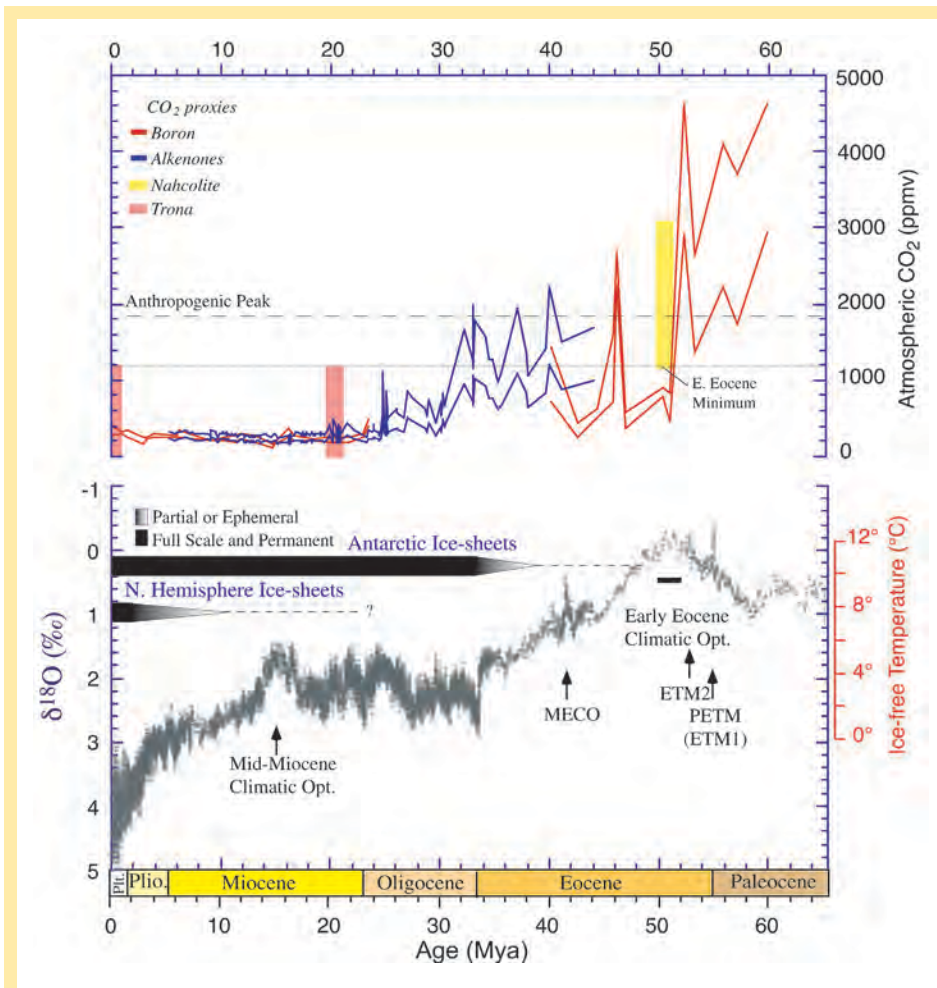 0 10 20 30 40 50 60
CO2 proxies
Boron
Alkenones
Nahcolite
Trona
Anthropogenic Peak
E. Eocene
Minimum
5000
4000
3000
2000
1000
0
Atmospheric CO2 (ppmv)
-1
0
1
2
3
4
5
δ18O (‰)
Partial or Ephemeral
Full Scale and Permanent
Antarctic Ice-sheets
N. Hemisphere Ice-sheets
?
Early Eocene
Climatic Opt.
ETM2
PETM
(ETM1)
MECO
Mid-Miocene
Climatic Opt.
12°
8°
4°
0°
Ice-free Temperature (°C)
Plt. Plio. Miocene Oligocene Eocene Paleocene
0 10 20 30 40 50 60
Age (Mya)